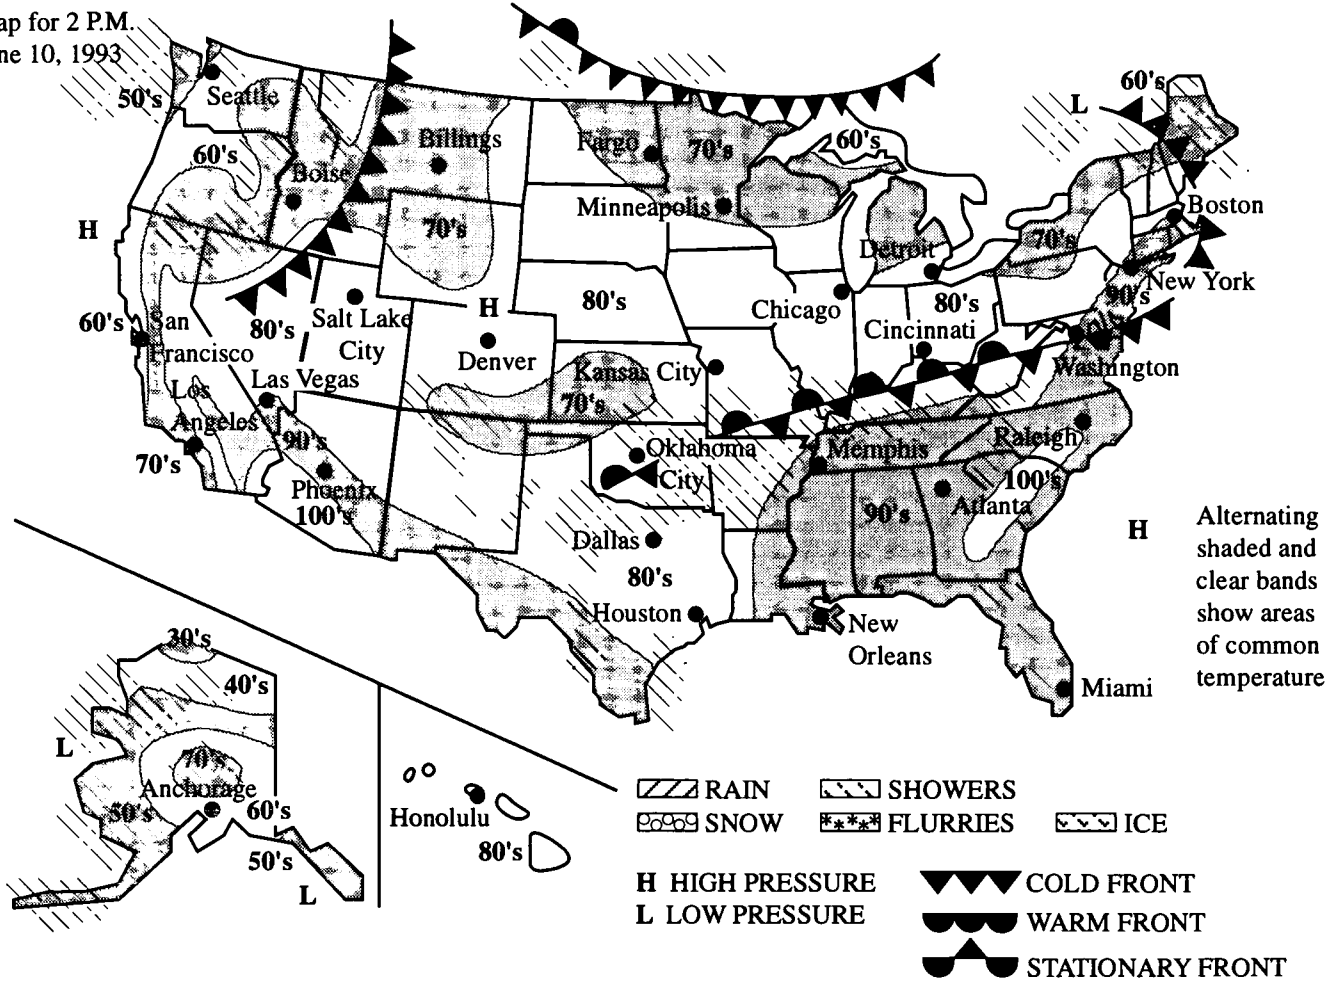 ap for 2 P.M.
ne 10, 1993
60's
L
50's
Seattle
Billings
Fargo
70's
60's
60's
Boise
Minneapolis
Boston
H
70's
Detroit
70's
New York
90's
80's
Chicago
80's
H
60's
San
Francisco
80's
Salt Lake
City
Denver
Cincinnati
Washington
Las Vegas
Kansas City
70's
Los
Angeles
90's
70's
Oklahoma
City
Memphis
Raleigh
Phoenix
100's
100's
Atlanta
90's
H
Alternating
shaded and
clear bands
show areas
of common
temperature
Dallas
80's
Houston
New
Orleans
Miami
30's
40's
L
70's
Anchorage
50's
60's
50's
L
Honolulu
80's
RAIN
SHOWERS
SNOW
FLURRIES
ICE
H HIGH PRESSURE
COLD FRONT
L LOW PRESSURE
WARM FRONT
STATIONARY FRONT